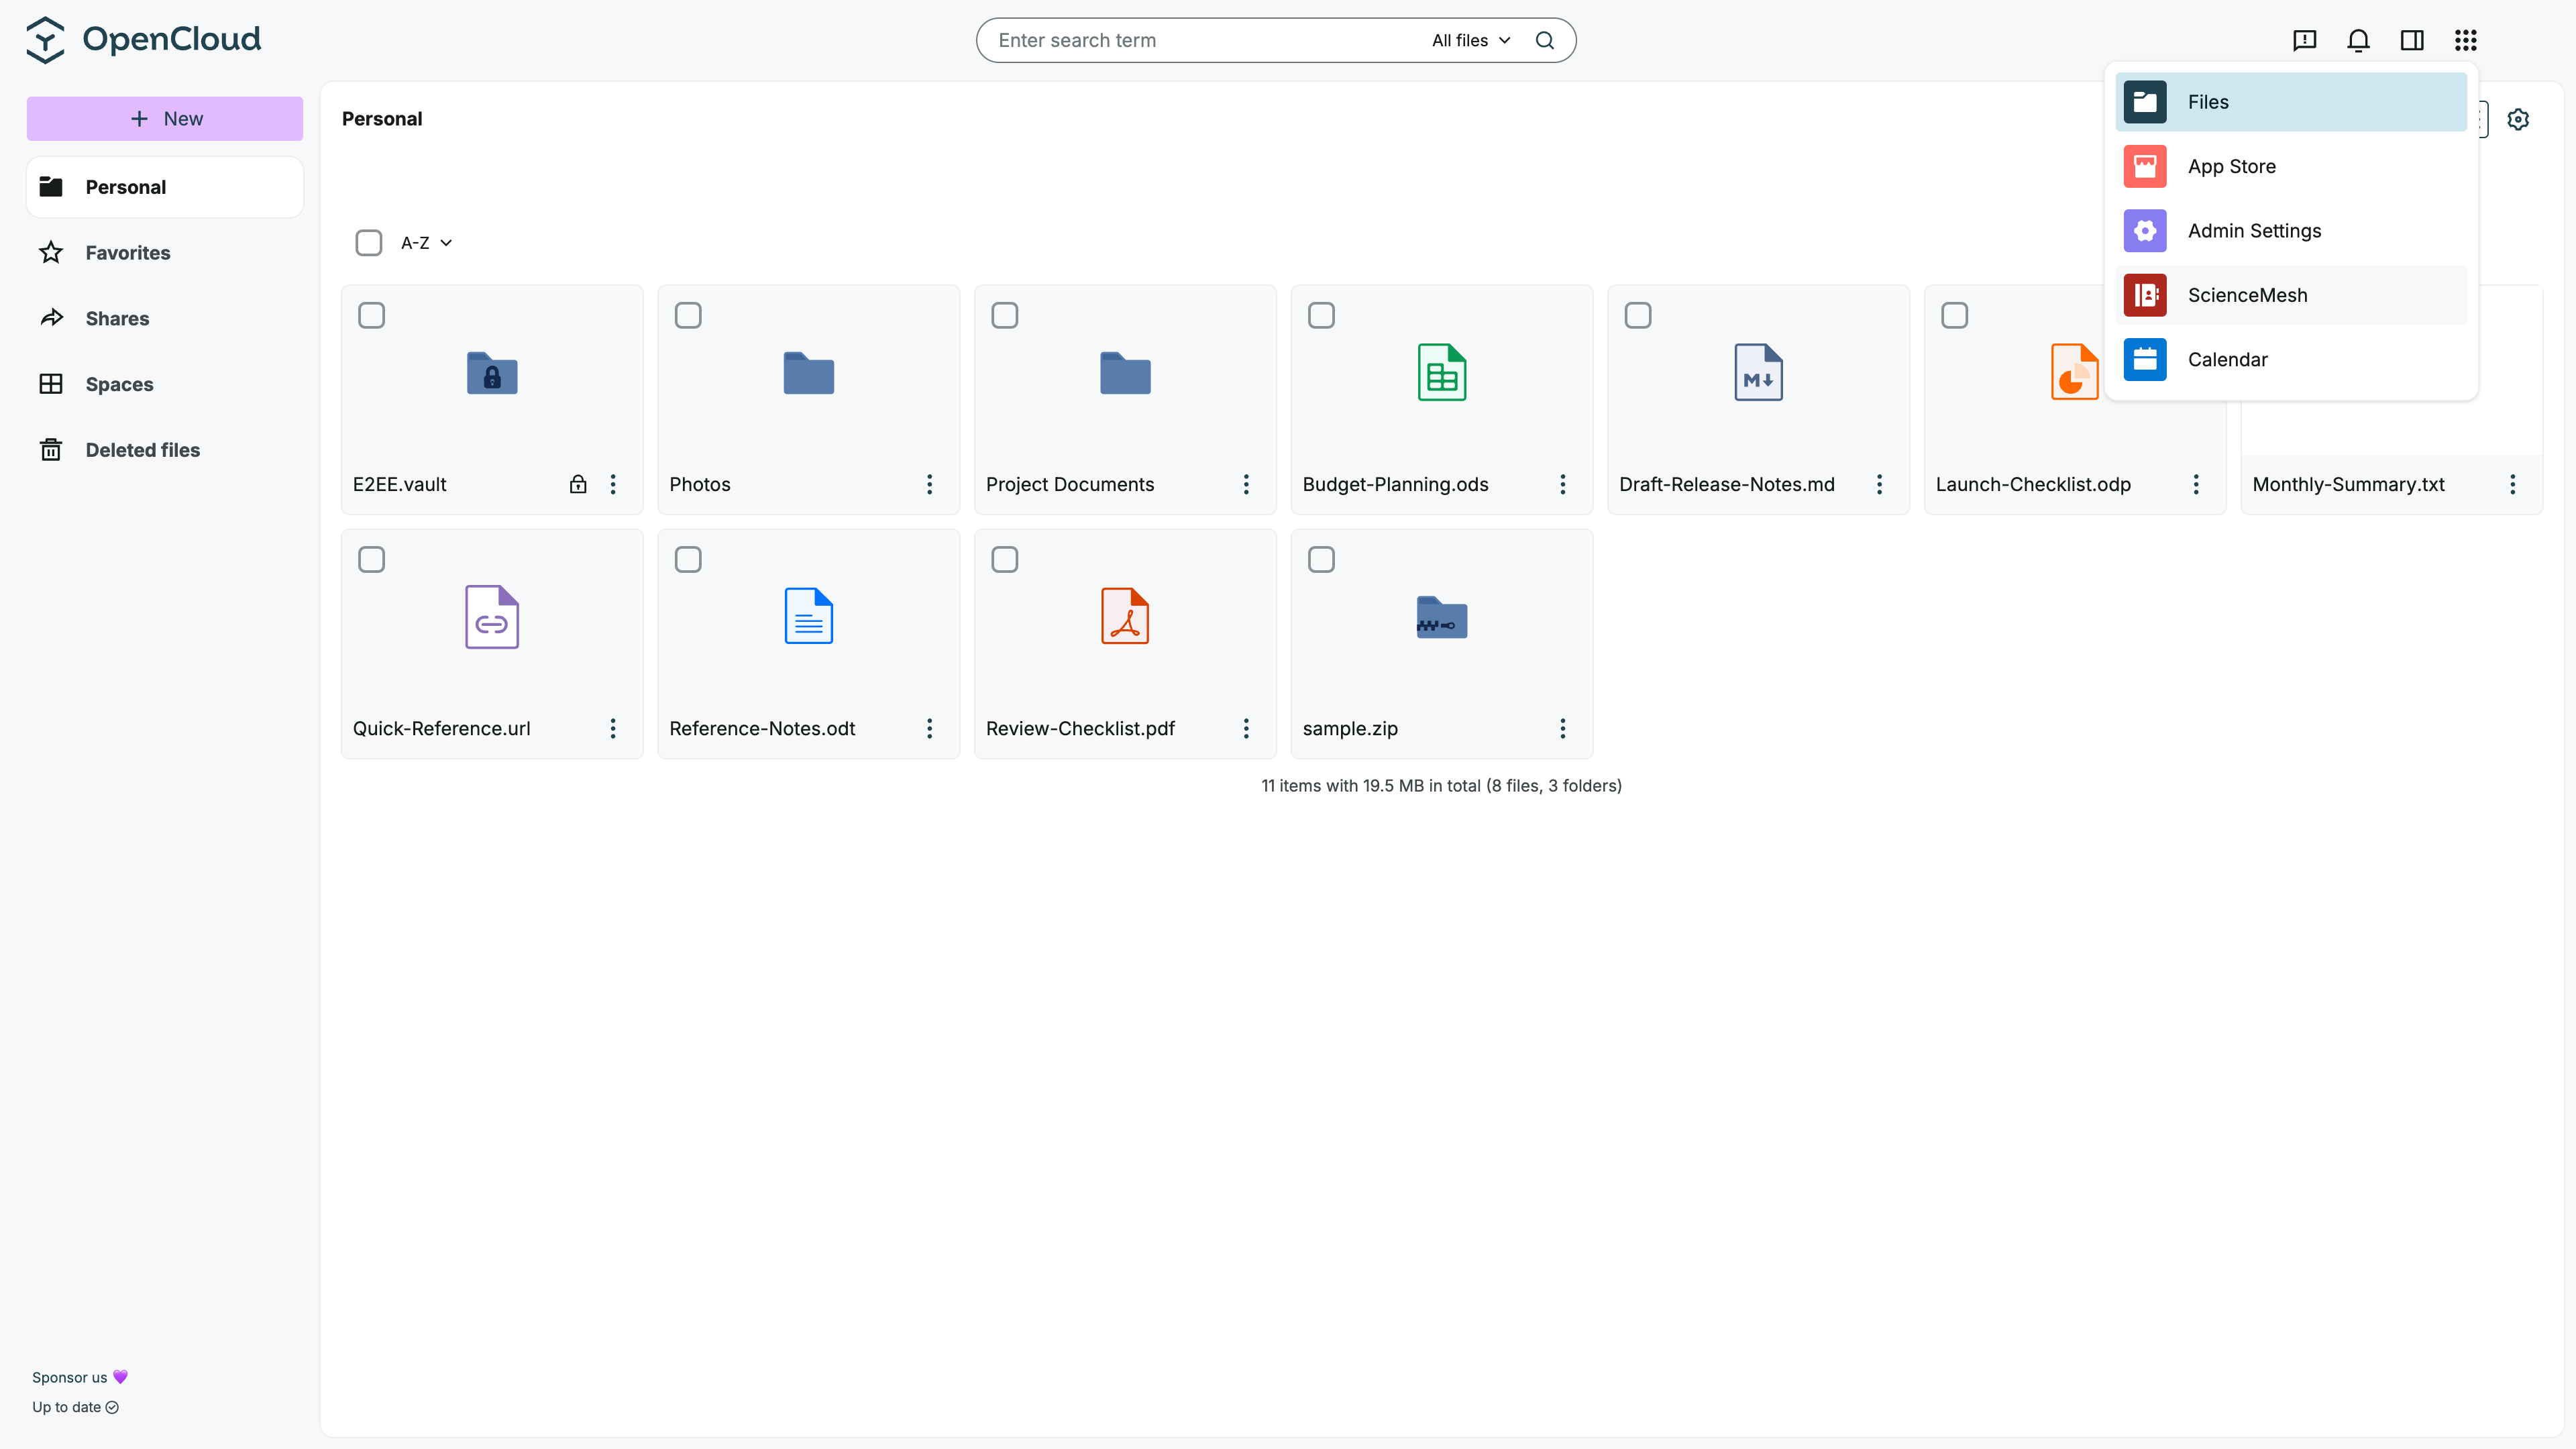 OpenCloud
Enter search term
All files
New
Personal
Favorites
Shares
Spaces
Deleted files
Personal
A-Z
Files
App Store
Admin Settings
ScienceMesh
Calendar
E2EE.vault
Photos
Project Documents
Budget-Planning.ods
M
Draft-Release-Notes.md
Launch-Checklist.odp
Monthly-Summary.txt
Quick-Reference.url
Reference-Notes.odt
Review-Checklist.pdf
sample.zip
11 items with 19.5 MB in total (8 files, 3 folders)
Sponsor us 💜
Up to date